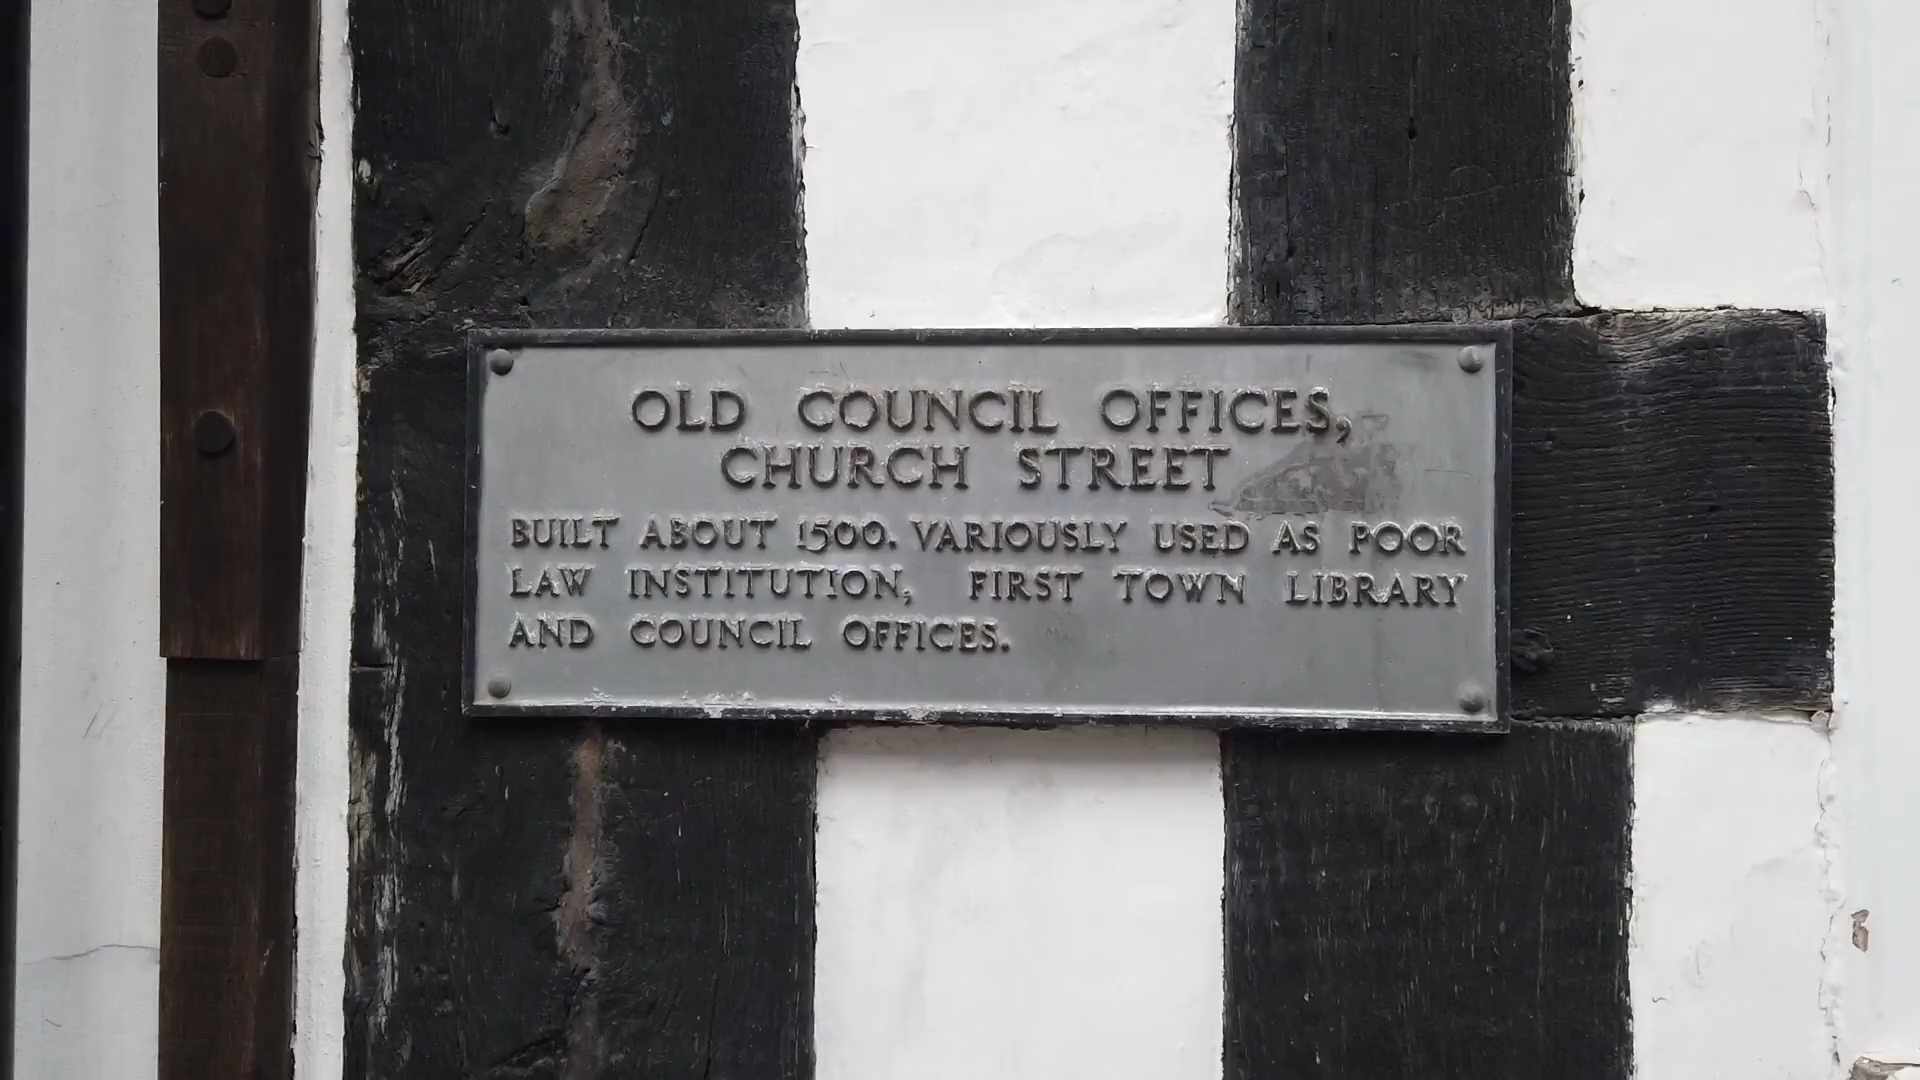 OLD COUNCIL OFFICES,
CHURCH STREET
BUILT ABOUT 1500. VARIOUSLY USED AS POOR
LAW INSTITUTION, FIRST TOWN LIBRARY
AND COUNCIL OFFICES.